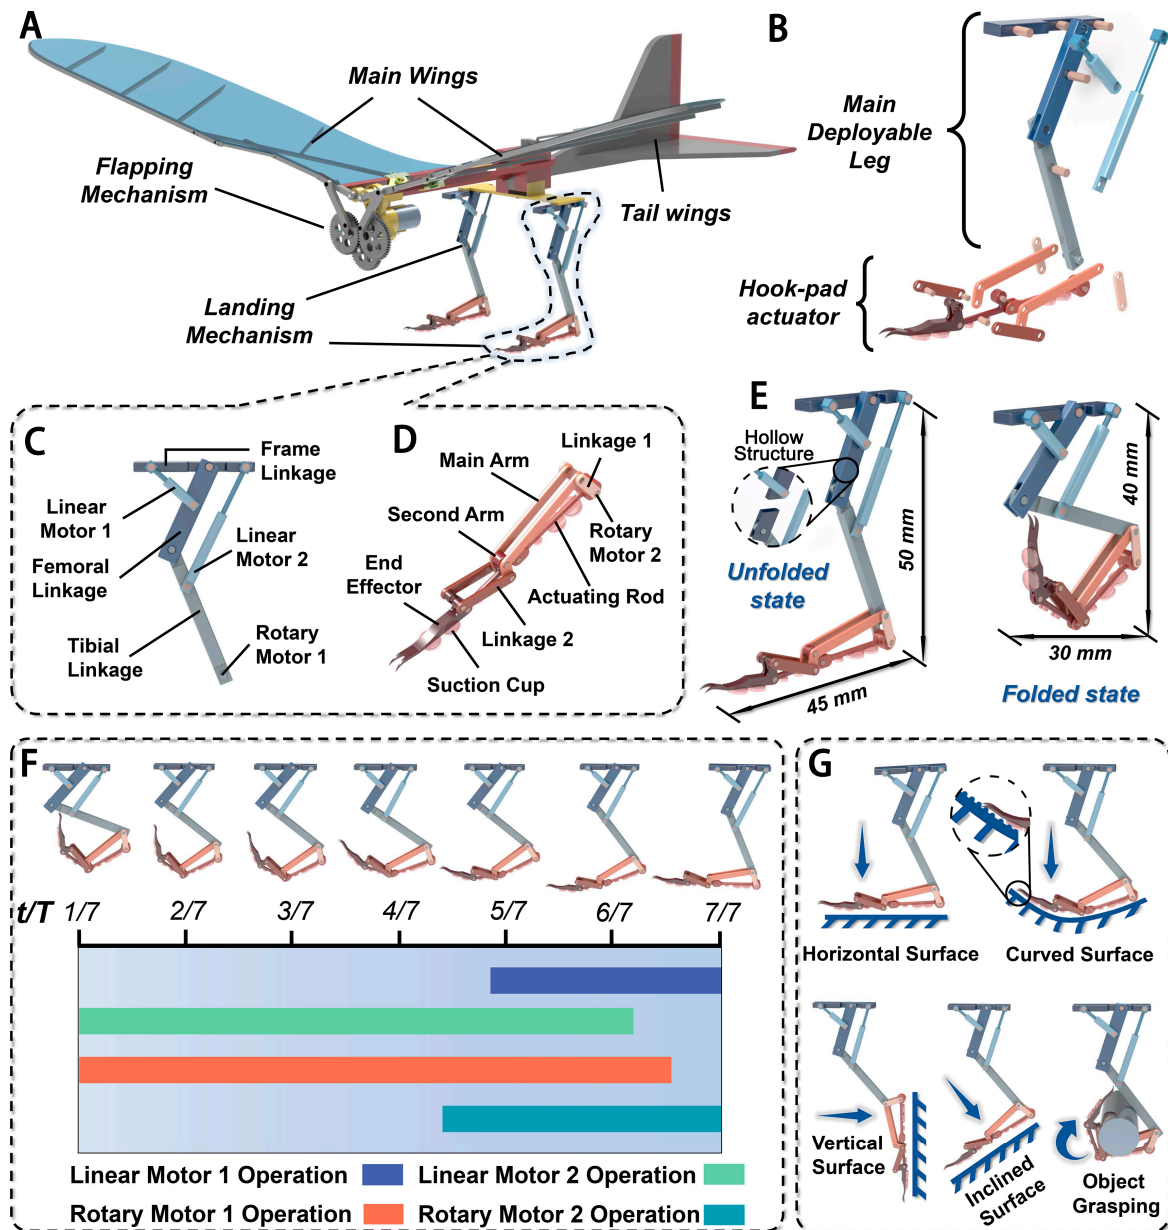 A
Main Wings
Flapping
Mechanism
Tail wings
Landing
Mechanism
B
Main
Deployable
Leg
Hook-pad
actuator
C
Frame
Linkage
Linear
Motor 1
Linear
Motor 2
Femoral
Linkage
Tibial
Linkage
Rotary
Motor 1
D
Linkage 1
Main Arm
Second Arm
Rotary
Motor 2
End
Effector
Actuating Rod
Linkage 2
Suction Cup
E
Hollow
Structure
Unfolded
state
50 mm
45 mm
40 mm
30 mm
Folded state
F
t/T
1/7
2/7
3/7
4/7
5/7
6/7
7/7
Linear Motor 1 Operation
Linear Motor 2 Operation
Rotary Motor 1 Operation
Rotary Motor 2 Operation
G
Horizontal Surface
Curved Surface
Vertical
Surface
Inclined
Surface
Object
Grasping